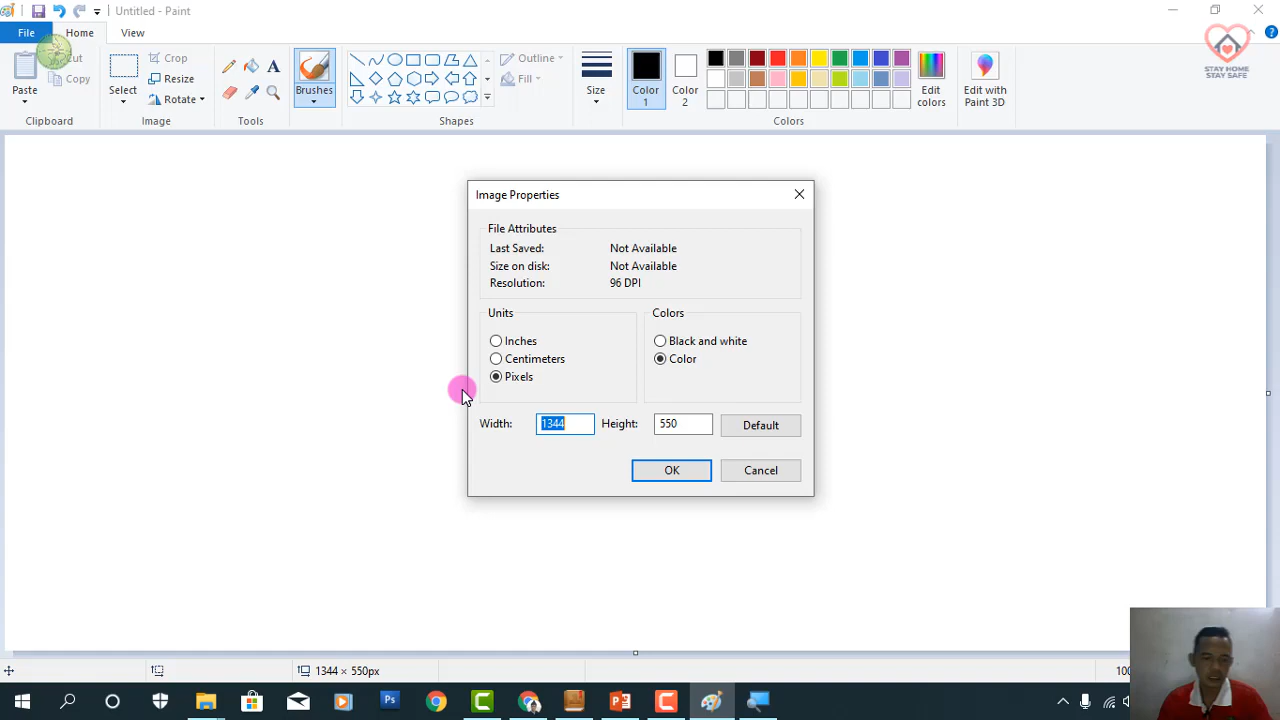 Untitled - Paint
File
Home
View
Paste
Cut
Copy
Clipboard
Select
Crop
Resize
Rotate
Image
A
Tools
Brushes
Outline
Fill
Shapes
Size
Color 1
Color 2
Edit colors
Colors
Edit with Paint 3D
STAY HOME
STAY SAFE
Image Properties
File Attributes
Last Saved: Not Available
Size on disk: Not Available
Resolution: 96 DPI
Units
Inches
Centimeters
Pixels
Colors
Black and white
Color
Width: 1344 Height: 550 Default
OK Cancel
1344 × 550px
100
Ps